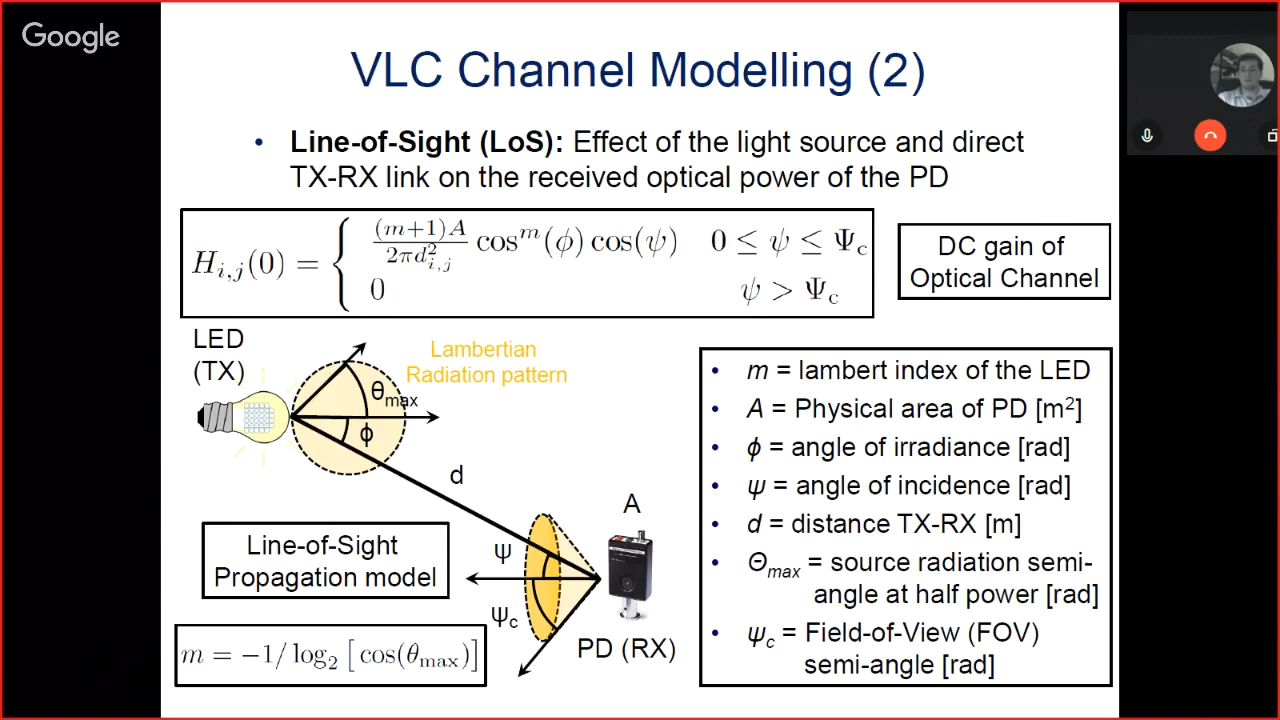 Google
VLC Channel Modelling (2)
• Line-of-Sight (LoS): Effect of the light source and direct
TX-RX link on the received optical power of the PD
H_{i,j}(0) = { (m+1)A / 2πd²_{i,j} cos^m(ϕ) cos(ψ) 0 ≤ ψ ≤ Ψ_c
0 ψ > Ψ_c
DC gain of
Optical Channel
LED
(TX)
Lambertian
Radiation pattern
θ_max
ϕ
d
A
ψ
Ψ_c
PD (RX)
Line-of-Sight
Propagation model
m = −1/ log₂ [ cos(θ_max)]
• m = lambert index of the LED
• A = Physical area of PD [m²]
• ϕ = angle of irradiance [rad]
• ψ = angle of incidence [rad]
• d = distance TX-RX [m]
• Θ_max = source radiation semi-
angle at half power [rad]
• ψ_c = Field-of-View (FOV)
semi-angle [rad]